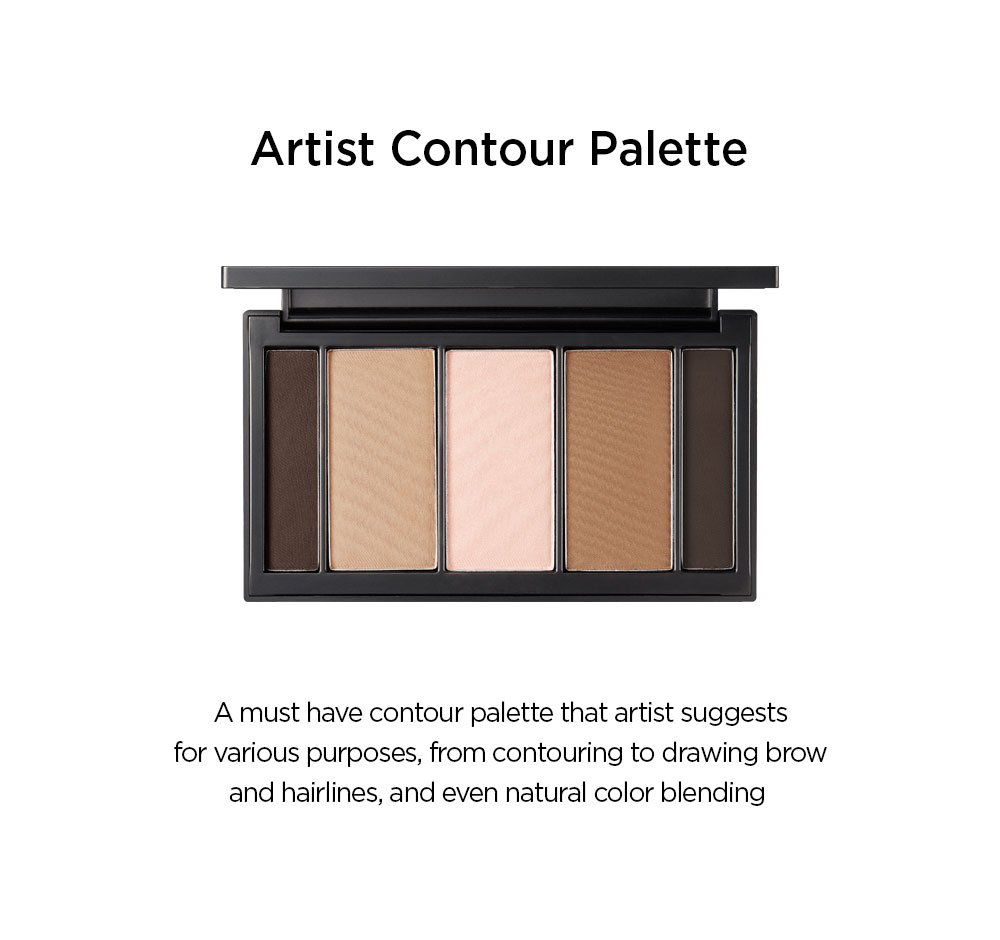 Artist Contour Palette
A must have contour palette that artist suggests
for various purposes, from contouring to drawing brow
and hairlines, and even natural color blending